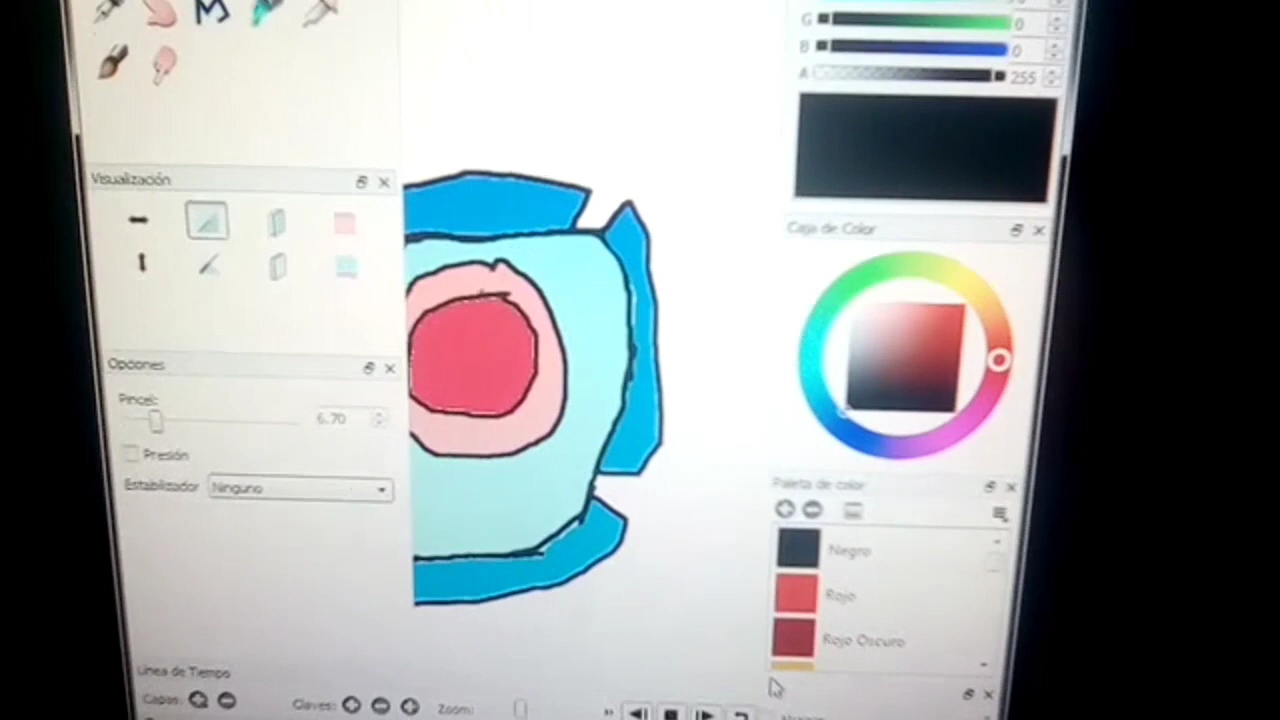 G 0
B 0
A 255
Visualización
Caja de Color
Opciones
Pincel:
6.70
Presión
Estabilizador Ninguno
Paleta de color
Negro
Rojo
Rojo Oscuro
Línea de Tiempo
Capas:
Claves:
Zoom: